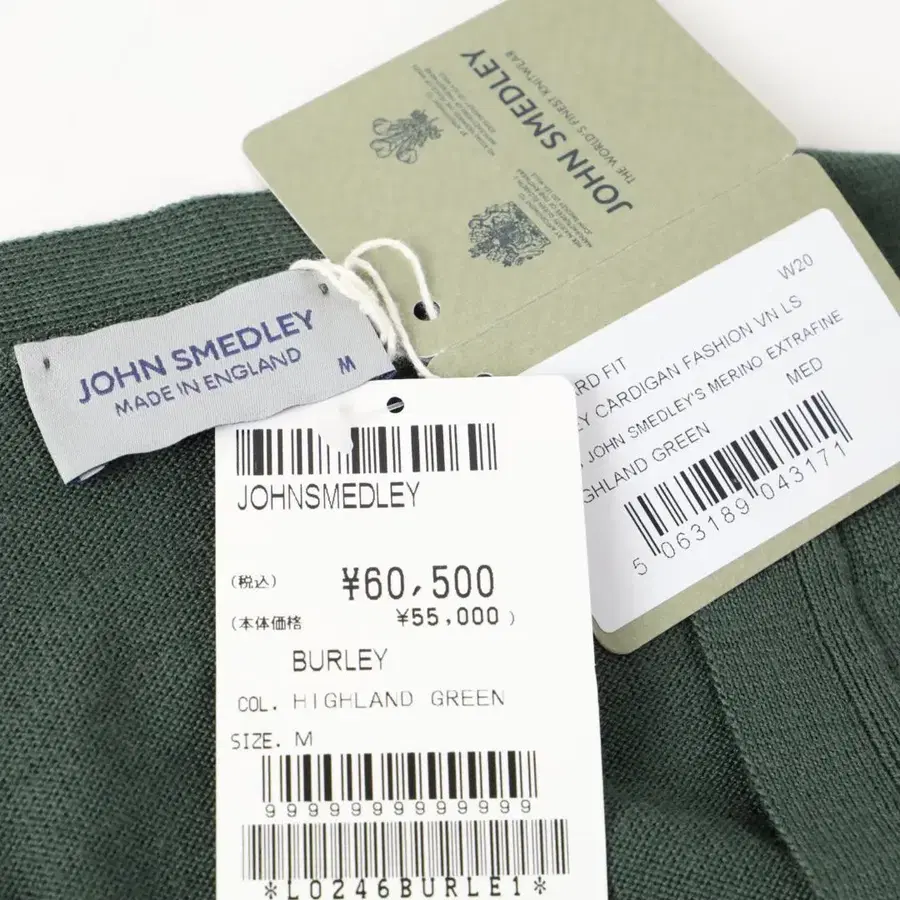 JOHN SMEDLEY
THE WORLD'S FINEST KNITWEAR
JOHN SMEDLEY
MADE IN ENGLAND
M
W20
ARD FIT
EY CARDIGAN FASHION VN LS
JOHN SMEDLEY'S MERINO EXTRAFINE
MED
GHLAND GREEN
5 063189 043171
JOHNSMEDLEY
(税込) ¥60,500
(本体価格 ¥55,000 )
BURLEY
COL. HIGHLAND GREEN
SIZE. M
9999999999999
*L0246BURLE1*